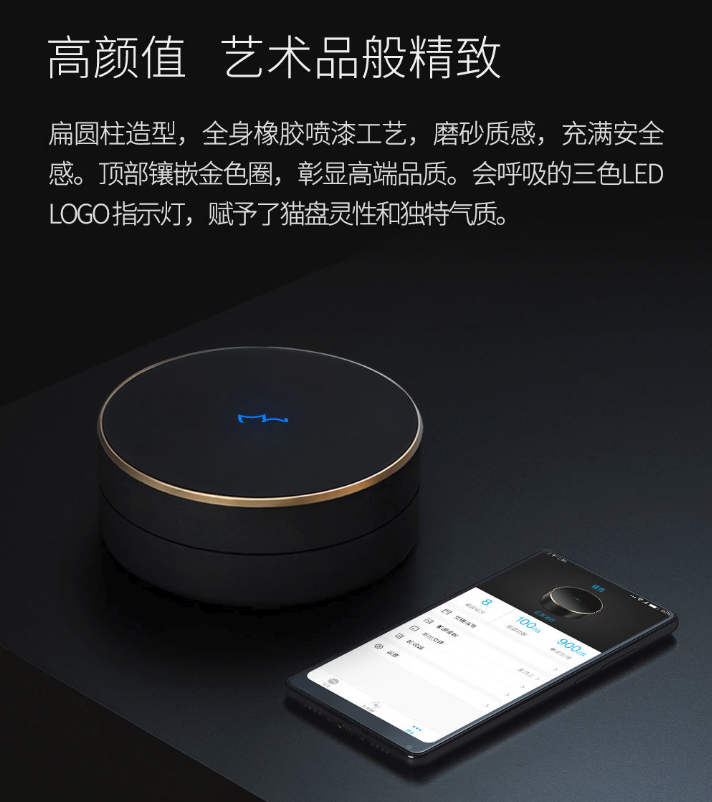 高颜值 艺术品般精致
扁圆柱造型，全身橡胶喷漆工艺，磨砂质感，充满安全
感。顶部镶嵌金色圈，彰显高端品质。会呼吸的三色LED
LOGO指示灯，赋予了猫盘灵性和独特气质。
8
100
900